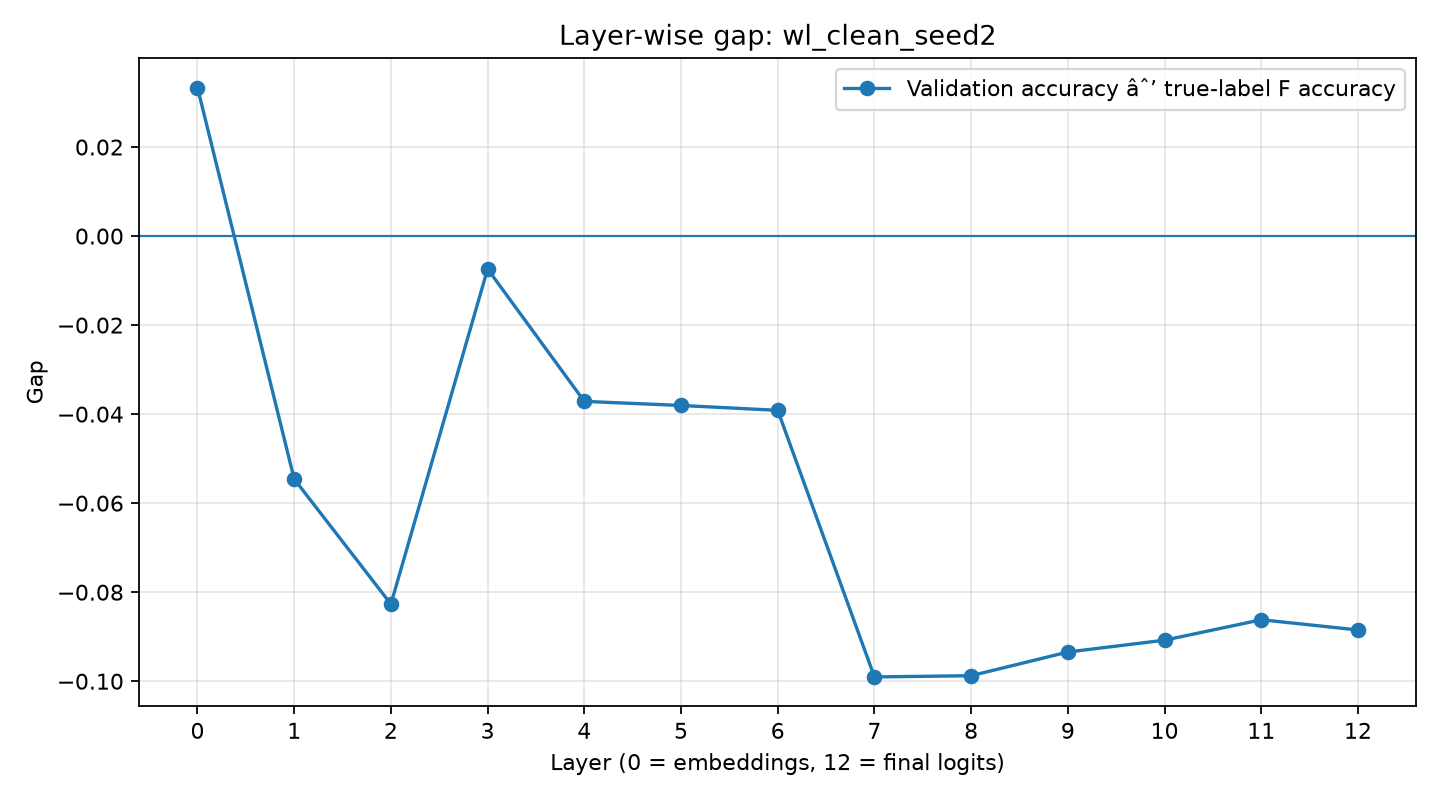 Layer-wise gap: wl_clean_seed2
Validation accuracy âˆ’ true-label F accuracy
0.02
0.00
−0.02
−0.04
−0.06
−0.08
−0.10
Gap
0 1 2 3 4 5 6 7 8 9 10 11 12
Layer (0 = embeddings, 12 = final logits)